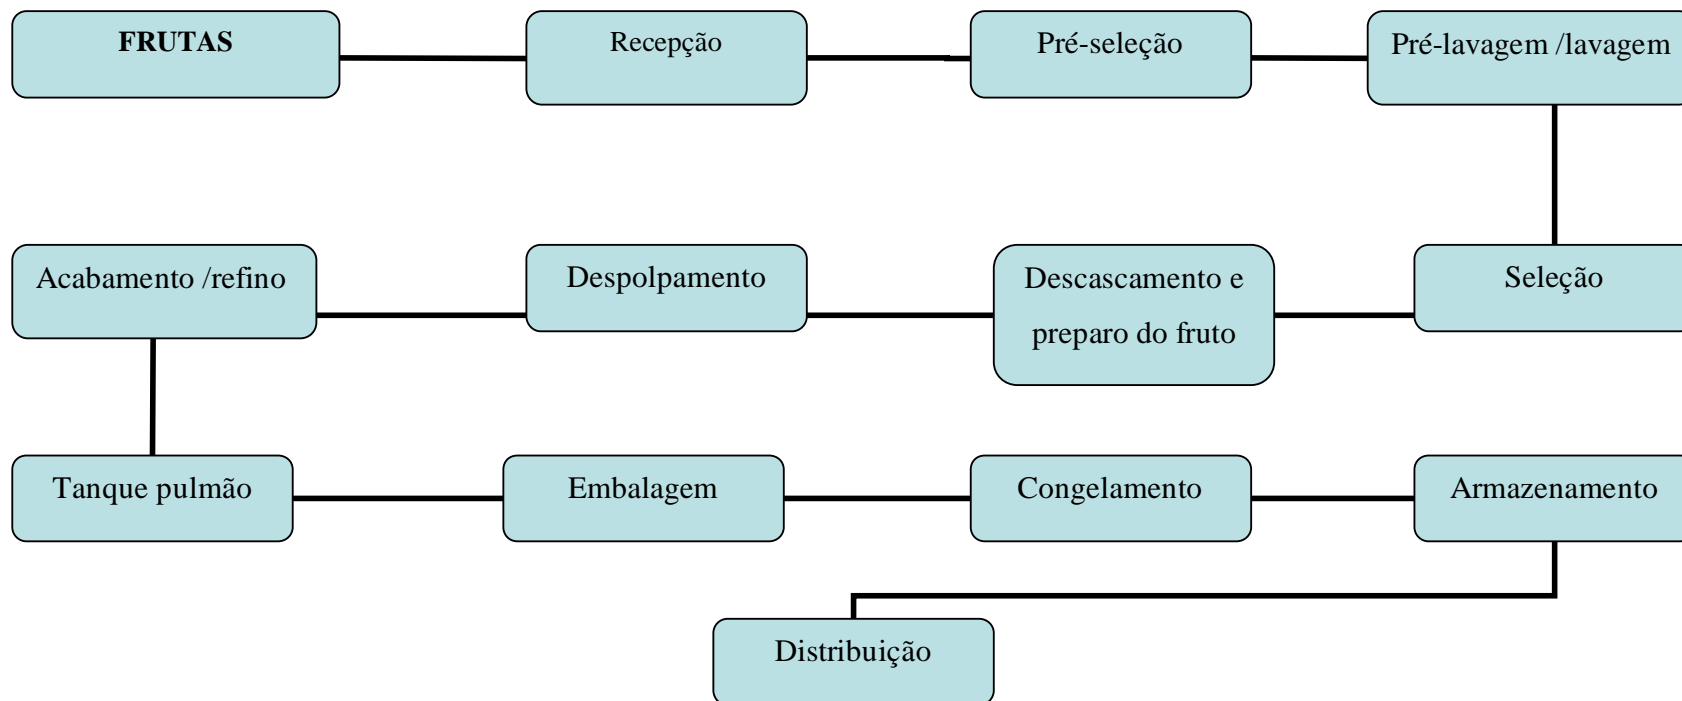 FRUTAS
Recepção
Pré-seleção
Pré-lavagem /lavagem
Seleção
Descascamento e
preparo do fruto
Despolpamento
Acabamento /refino
Tanque pulmão
Embalagem
Congelamento
Armazenamento
Distribuição